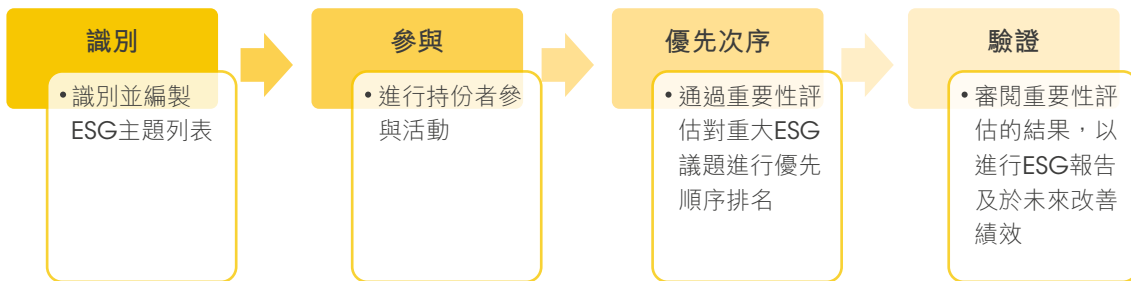 識別
• 識別並編製
ESG主題列表
參與
• 進行持份者參
與活動
優先次序
• 通過重要性評
估對重大ESG
議題進行優先
順序排名
驗證
• 審閱重要性評
估的結果，以
進行ESG報告
及於未來改善
績效